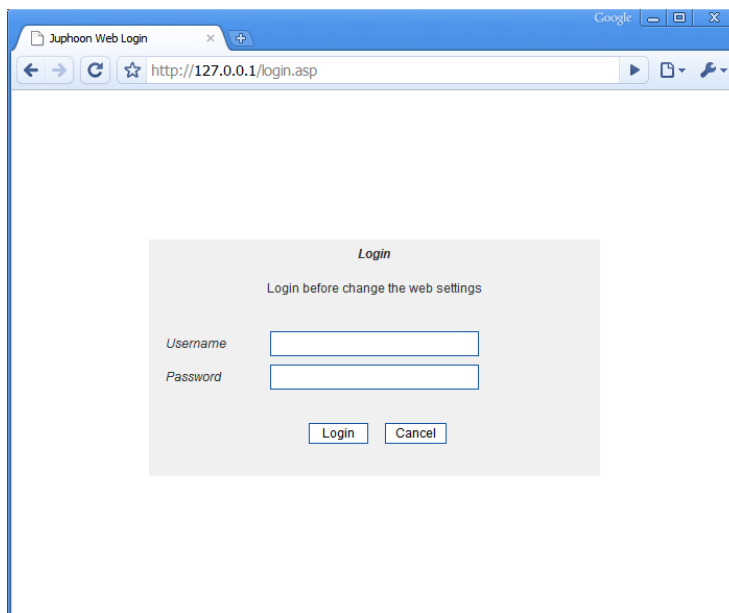 Google
Juphoon Web Login
http://127.0.0.1/login.asp
Login
Login before change the web settings
Username
Password
Login Cancel